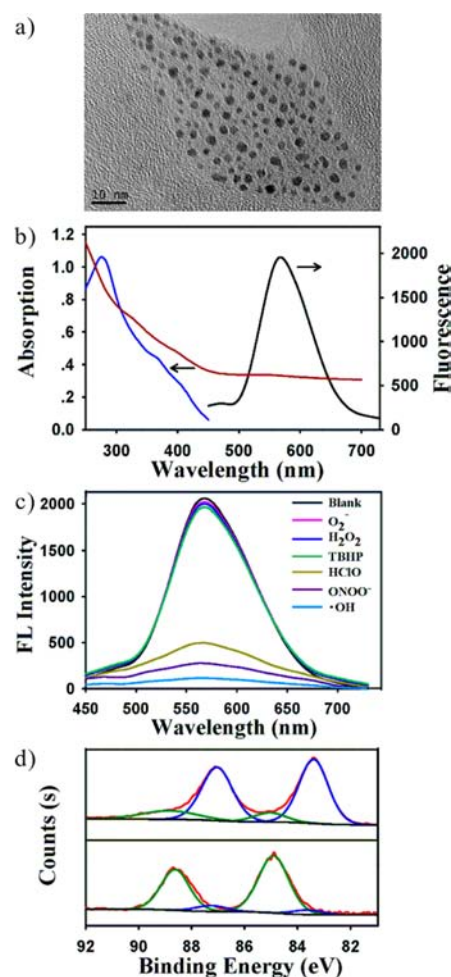 a)
10 nm
b)
1.2
1.0
.8
.6
.4
.2
0.0
Absorption
2000
1500
1000
500
0
Fluorescence
300 400 500 600 700
Wavelength (nm)
c)
2000
1500
1000
500
0
FL Intensity
Blank
O₂⁻
H₂O₂
TBHP
HClO
ONOO⁻
·OH
450 500 550 600 650 700
Wavelength (nm)
d)
Counts (s)
92 90 88 86 84 82
Binding Energy (eV)